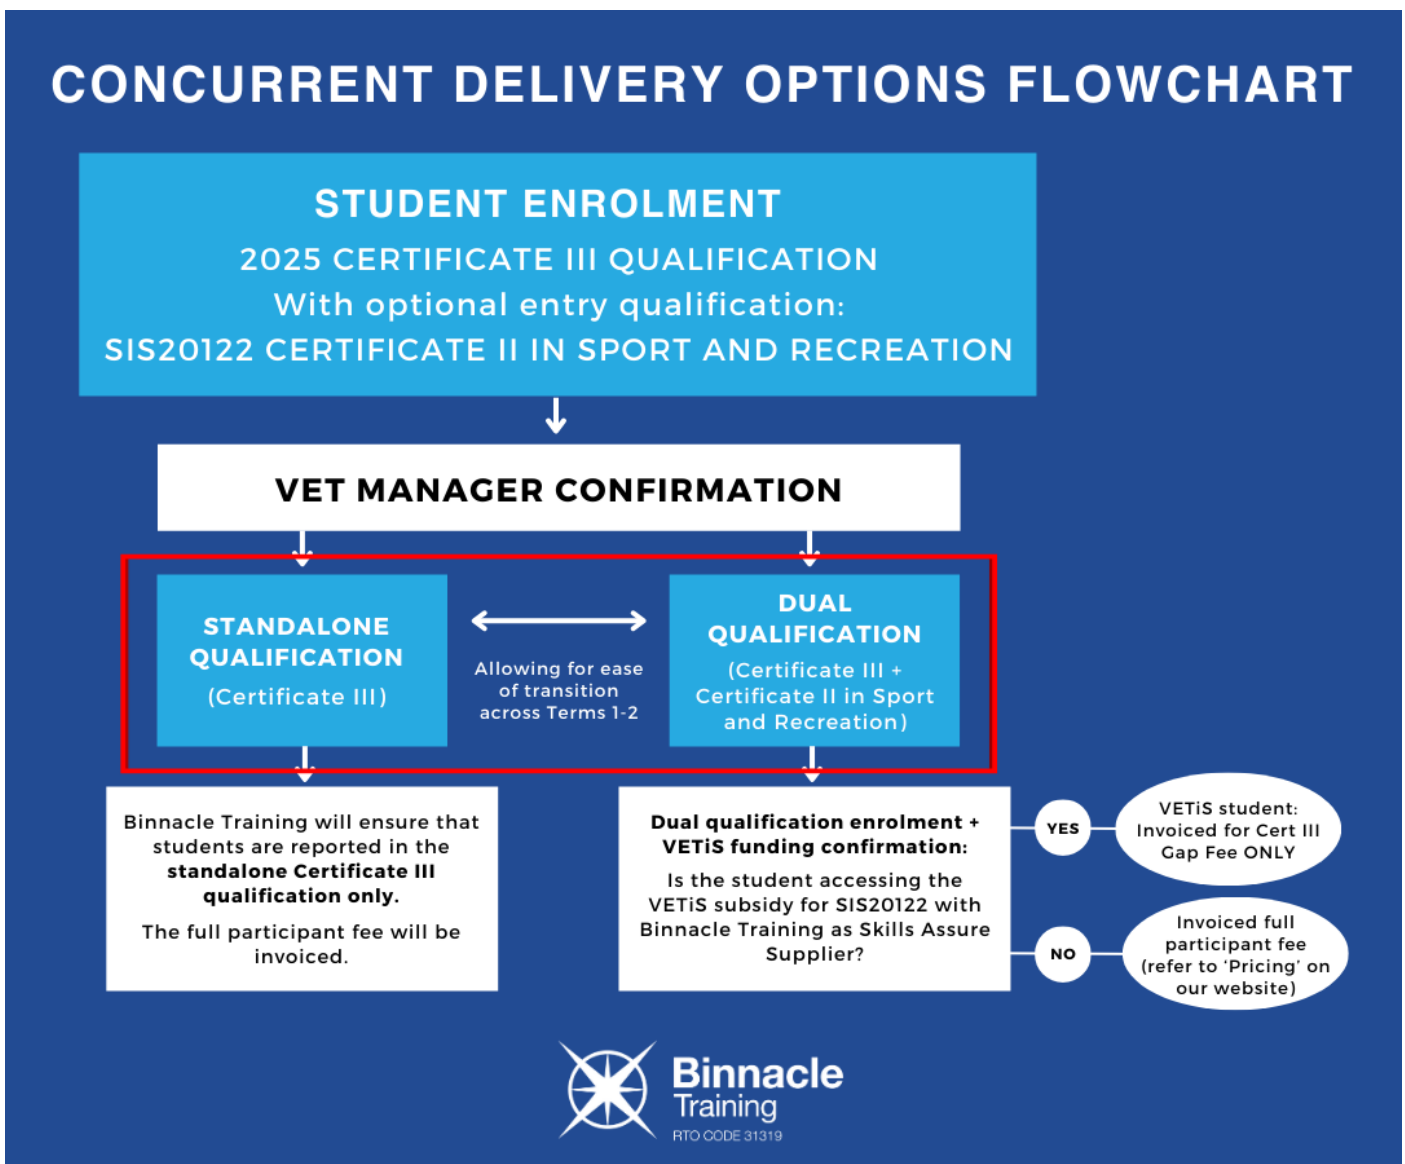 CONCURRENT DELIVERY OPTIONS FLOWCHART
STUDENT ENROLMENT
2025 CERTIFICATE III QUALIFICATION
With optional entry qualification:
SIS20122 CERTIFICATE II IN SPORT AND RECREATION
VET MANAGER CONFIRMATION
STANDALONE
QUALIFICATION
(Certificate III)
Allowing for ease
of transition
across Terms 1-2
DUAL
QUALIFICATION
(Certificate III +
Certificate II in Sport
and Recreation)
Binnacle Training will ensure that
students are reported in the
standalone Certificate III
qualification only.
The full participant fee will be
invoiced.
Dual qualification enrolment +
VETiS funding confirmation:
Is the student accessing the
VETiS subsidy for SIS20122 with
Binnacle Training as Skills Assure
Supplier?
YES
VETiS student:
Invoiced for Cert III
Gap Fee ONLY
NO
Invoiced full
participant fee
(refer to ‘Pricing’ on
our website)
Binnacle
Training
RTO CODE 31319